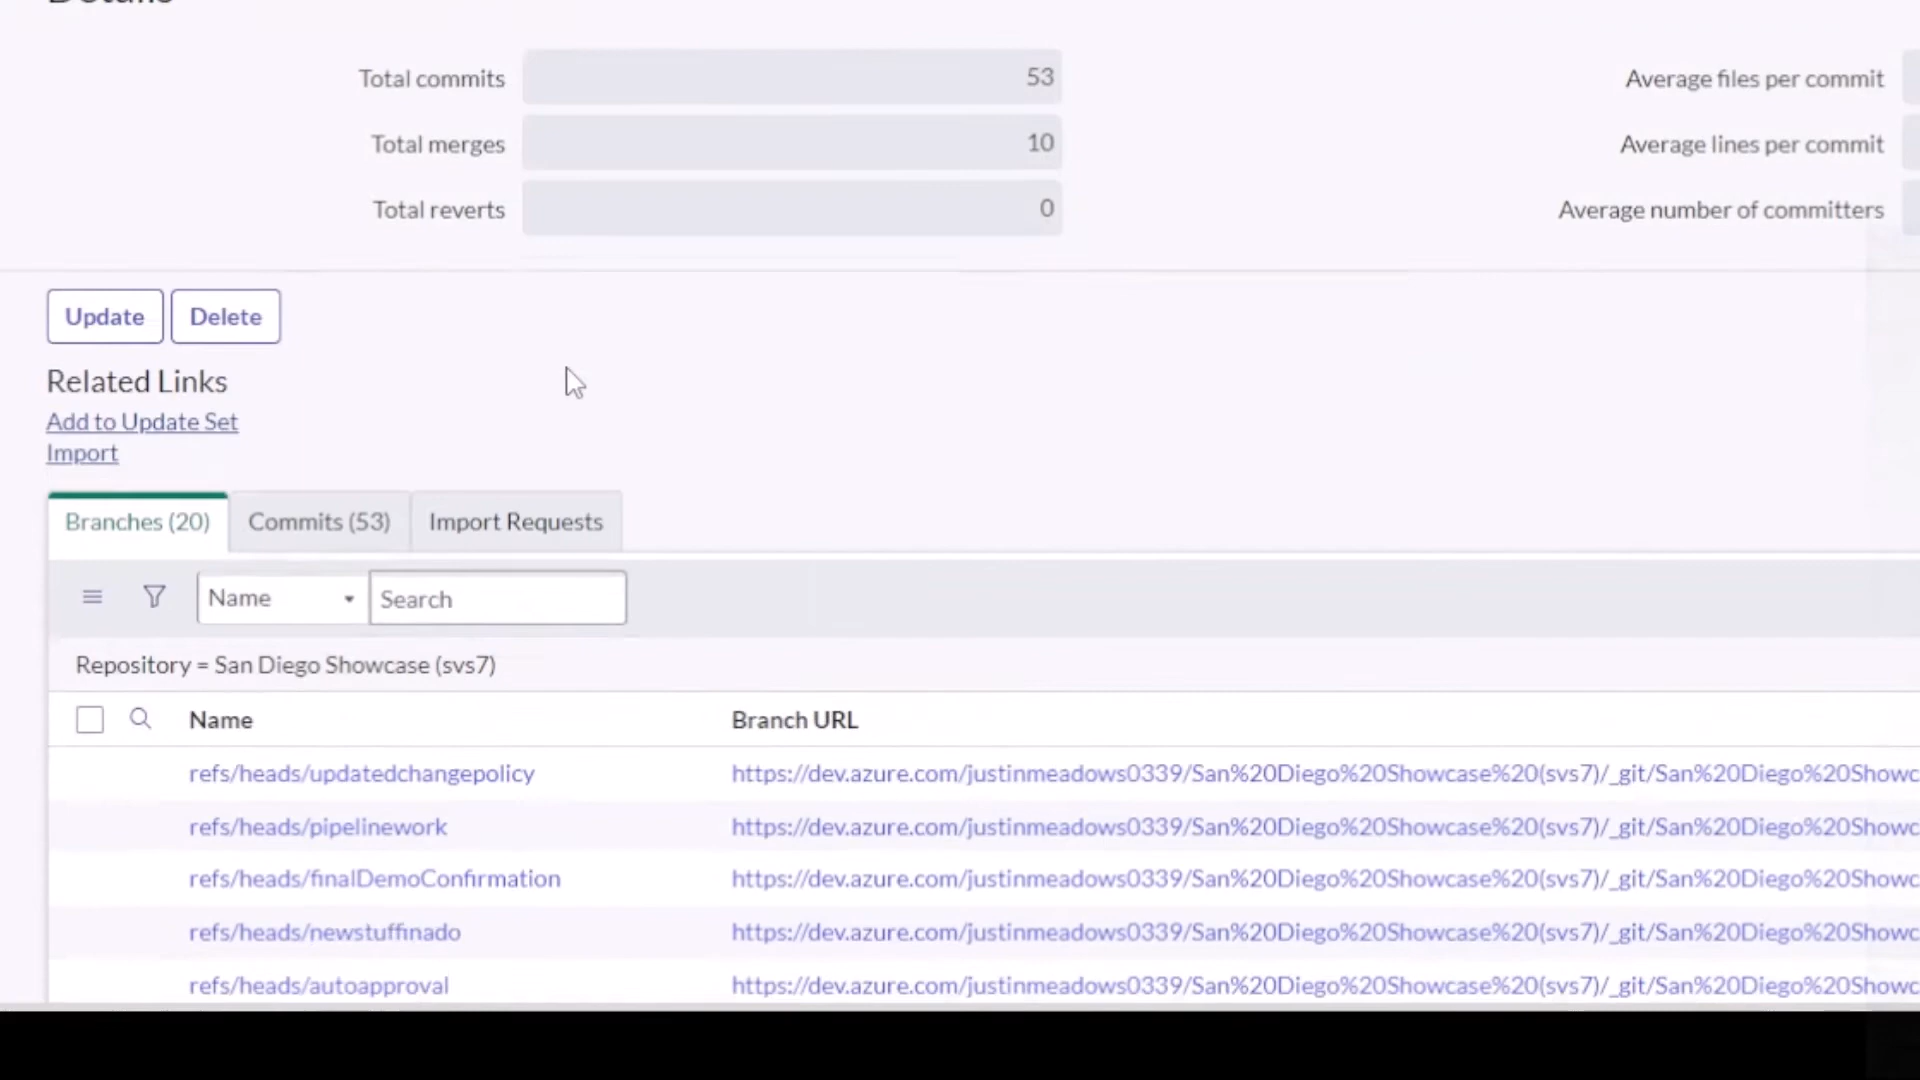 Details
Total commits 53 Average files per commit
Total merges 10 Average lines per commit
Total reverts 0 Average number of committers
Update Delete
Related Links
Add to Update Set
Import
Branches (20) Commits (53) Import Requests
Name Search
Repository = San Diego Showcase (svs7)
Name Branch URL
refs/heads/updatedchangepolicy https://dev.azure.com/justinmeadows0339/San%20Diego%20Showcase%20(svs7)/_git/San%20Diego%20Showc
refs/heads/pipelinework https://dev.azure.com/justinmeadows0339/San%20Diego%20Showcase%20(svs7)/_git/San%20Diego%20Showc
refs/heads/finalDemoConfirmation https://dev.azure.com/justinmeadows0339/San%20Diego%20Showcase%20(svs7)/_git/San%20Diego%20Showc
refs/heads/newstuffinado https://dev.azure.com/justinmeadows0339/San%20Diego%20Showcase%20(svs7)/_git/San%20Diego%20Showc
refs/heads/autoapproval https://dev.azure.com/justinmeadows0339/San%20Diego%20Showcase%20(svs7)/_git/San%20Diego%20Showc